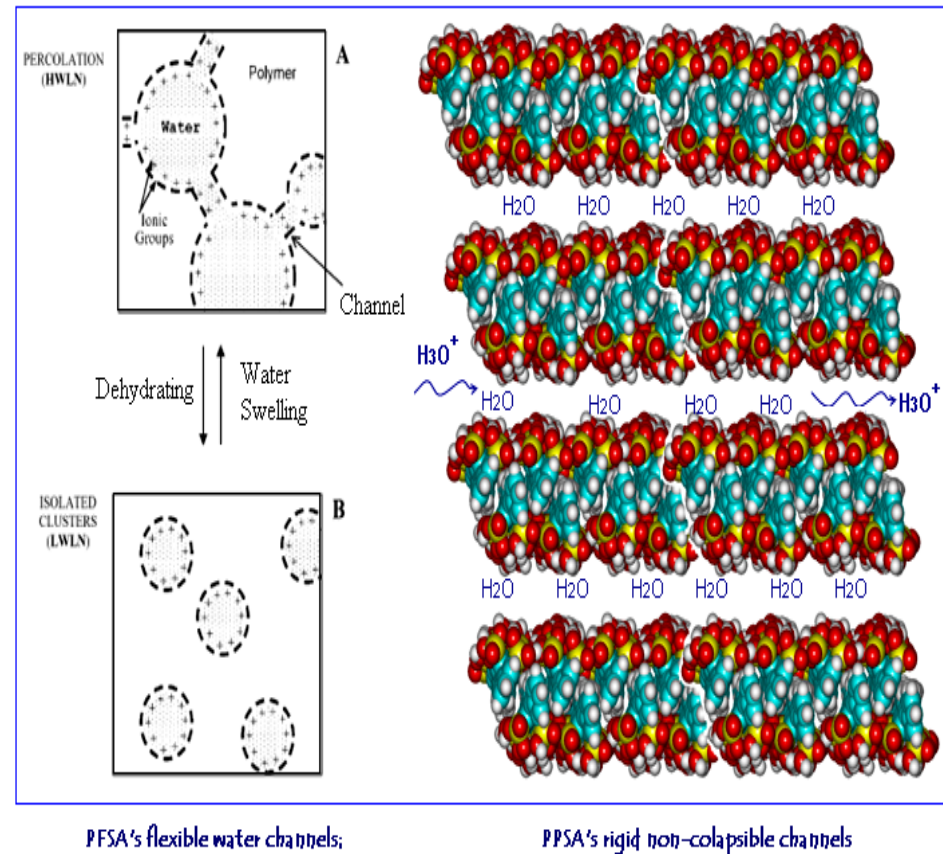 PERCOLATION
(HWLN)
A
Polymer
Water
Ionic
Groups
Channel
Dehydrating
Water
Swelling
ISOLATED
CLUSTERS
(LWLN)
B
H2O H2O H2O H2O H2O
H3O+
H2O H2O H2O H2O
H3O+
H2O H2O H2O H2O H2O H2O
PFSA's flexible water channels;
PPSA's rigid non-colapsible channels